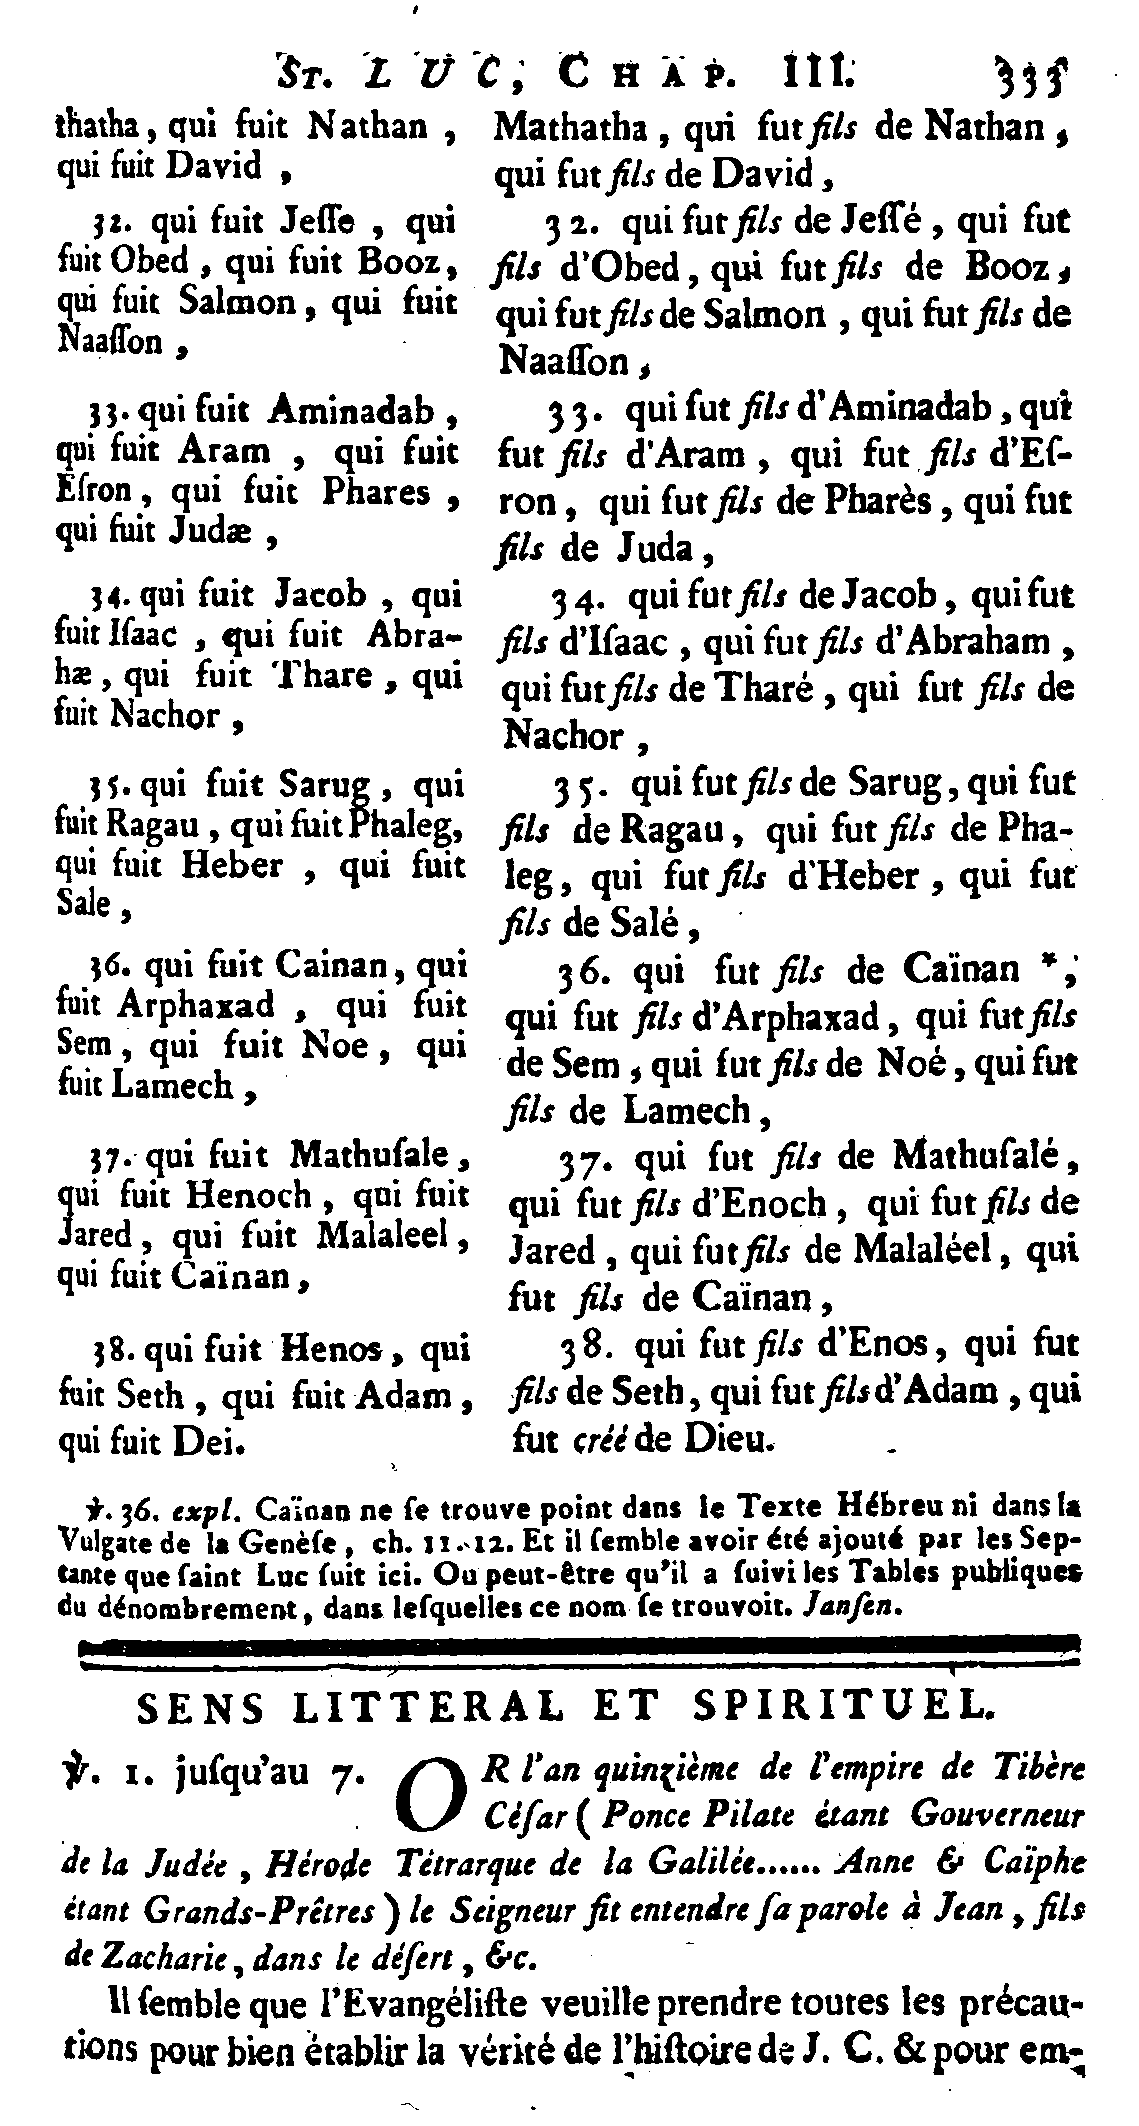 St. LUC, CHAP. III. 335
thatha, qui fuit Nathan,
qui fuit David,
32. qui fuit Jeſſe, qui
fuit Obed, qui fuit Booz,
qui fuit Salmon, qui fuit
Naaſſon,
33. qui fuit Aminadab,
qui fuit Aram, qui fuit
Eſron, qui fuit Phares,
qui fuit Judæ,
34. qui fuit Jacob, qui
fuit Iſaac, qui fuit Abra-
hæ, qui fuit Thare, qui
fuit Nachor,
35. qui fuit Sarug, qui
fuit Ragau, qui fuit Phaleg,
qui fuit Heber, qui fuit
Sale,
36. qui fuit Cainan, qui
fuit Arphaxad, qui fuit
Sem, qui fuit Noe, qui
fuit Lamech,
37. qui fuit Mathuſale,
qui fuit Henoch, qui fuit
Jared, qui fuit Malaleel,
qui fuit Caïnan,
38. qui fuit Henos, qui
fuit Seth, qui fuit Adam,
qui fuit Dei.
Mathatha, qui fut fils de Nathan,
qui fut fils de David,
32. qui fut fils de Jeſſé, qui fut
fils d'Obed, qui fut fils de Booz,
qui fut fils de Salmon, qui fut fils de
Naaſſon,
33. qui fut fils d'Aminadab, qui
fut fils d'Aram, qui fut fils d'Eſ-
ron, qui fut fils de Pharès, qui fut
fils de Juda,
34. qui fut fils de Jacob, qui fut
fils d'Iſaac, qui fut fils d'Abraham,
qui fut fils de Tharé, qui fut fils de
Nachor,
35. qui fut fils de Sarug, qui fut
fils de Ragau, qui fut fils de Pha-
leg, qui fut fils d'Heber, qui fut
fils de Salé,
36. qui fut fils de Caïnan *,
qui fut fils d'Arphaxad, qui fut fils
de Sem, qui fut fils de Noé, qui fut
fils de Lamech,
37. qui fut fils de Mathuſalé,
qui fut fils d'Enoch, qui fut fils de
Jared, qui fut fils de Malaléel, qui
fut fils de Caïnan,
38. qui fut fils d'Enos, qui fut
fils de Seth, qui fut fils d'Adam, qui
fut créé de Dieu.
℣. 36. expl. Caïnan ne ſe trouve point dans le Texte Hébreu ni dans la
Vulgate de la Genèſe, ch. 11. 12. Et il ſemble avoir été ajouté par les Sep-
tante que ſaint Luc ſuit ici. Ou peut-être qu'il a ſuivi les Tables publiques
du dénombrement, dans leſquelles ce nom ſe trouvoit. Janſen.
SENS LITTERAL ET SPIRITUEL.
℣. 1. juſqu'au 7. OR l'an quinzième de l'empire de Tibère
Céſar (Ponce Pilate étant Gouverneur
de la Judée, Hérode Tétrarque de la Galilée...... Anne & Caïphe
étant Grands-Prêtres) le Seigneur fit entendre ſa parole à Jean, fils
de Zacharie, dans le déſert, &c.
Il ſemble que l'Evangéliſte veuille prendre toutes les précau-
tions pour bien établir la vérité de l'hiſtoire de J. C. & pour em-